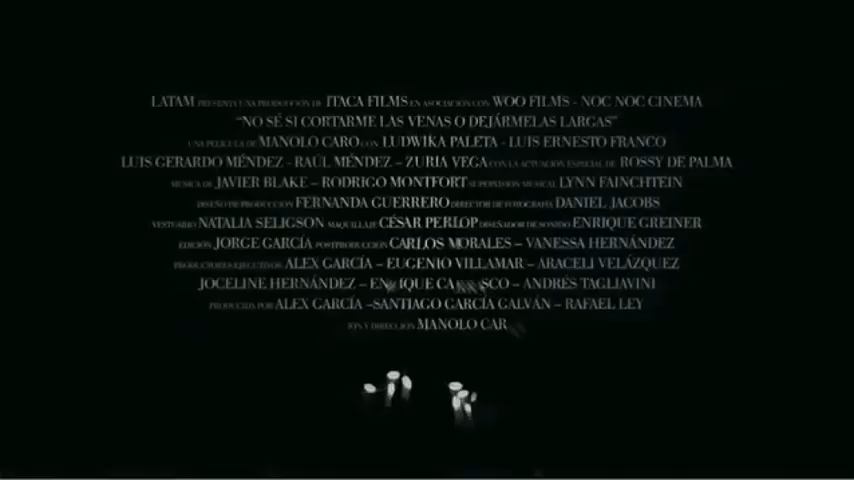 LATAM PRESENTA UNA PRODUCCIÓN DE ITACA FILMS EN ASOCIACIÓN CON WOO FILMS - NOC NOC CINEMA
“NO SÉ SI CORTARME LAS VENAS O DEJÁRMELAS LARGAS”
UNA PELÍCULA DE MANOLO CARO CON LUDWIKA PALETA - LUIS ERNESTO FRANCO
LUIS GERARDO MÉNDEZ - RAÚL MÉNDEZ – ZURIA VEGA CON LA ACTUACIÓN ESPECIAL DE ROSSY DE PALMA
MÚSICA DE JAVIER BLAKE – RODRIGO MONTFORT SUPERVISIÓN MUSICAL LYNN FAINCHTEIN
DISEÑO DE PRODUCCIÓN FERNANDA GUERRERO DIRECTOR DE FOTOGRAFÍA DANIEL JACOBS
VESTUARIO NATALIA SELIGSON MAQUILLAJE CÉSAR PERLOP DISEÑADOR DE SONIDO ENRIQUE GREINER
EDICIÓN JORGE GARCÍA POSTPRODUCCIÓN CARLOS MORALES – VANESSA HERNÁNDEZ
PRODUCTORES EJECUTIVOS ALEX GARCÍA – EUGENIO VILLAMAR – ARACELI VELÁZQUEZ
JOCELINE HERNÁNDEZ – ANDRÉS TAGLIAVINI
PRODUCIDA POR ALEX GARCÍA –SANTIAGO GARCÍA GALVÁN – RAFAEL LEY
Y DIRECCIÓN MANOLO CAR